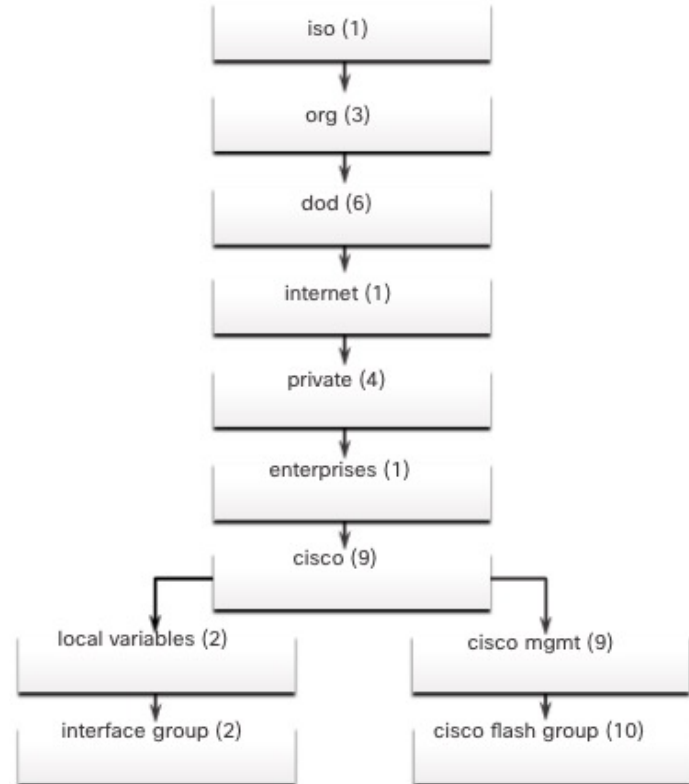 iso (1)
org (3)
dod (6)
internet (1)
private (4)
enterprises (1)
cisco (9)
local variables (2)
cisco mgmt (9)
interface group (2)
cisco flash group (10)